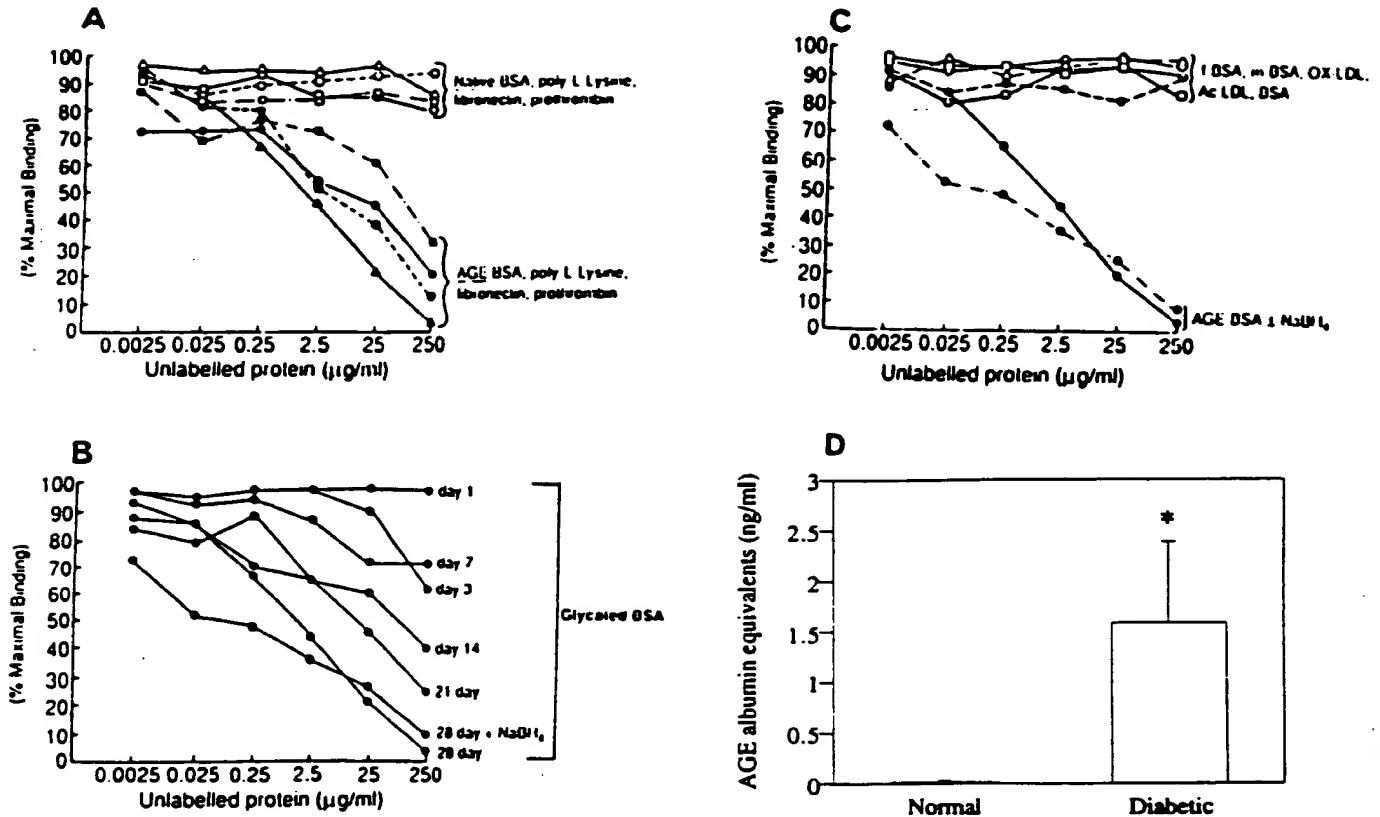 A
100
90
80
70
60
50
40
30
20
10
0
(% Maximal Binding)
0.0025 0.025 0.25 2.5 25 250
Unlabelled protein (µg/ml)
Native BSA, poly L Lysine,
fibronectin, prothrombin
AGE BSA, poly L Lysine,
fibronectin, prothrombin
C
100
90
80
70
60
50
40
30
20
10
0
(% Maximal Binding)
0.0025 0.025 0.25 2.5 25 250
Unlabelled protein (µg/ml)
f BSA, m BSA, OX-LDL,
Ac LDL, BSA
AGE BSA ± NaBH₄
B
100
90
80
70
60
50
40
30
20
10
0
(% Maximal Binding)
0.0025 0.025 0.25 2.5 25 250
Unlabelled protein (µg/ml)
day 1
day 7
day 3
day 14
21 day
28 day + NaBH₄
28 day
Glycated BSA
D
3
2.5
2
1.5
1
0.5
0
AGE albumin equivalents (ng/ml)
*
Normal Diabetic